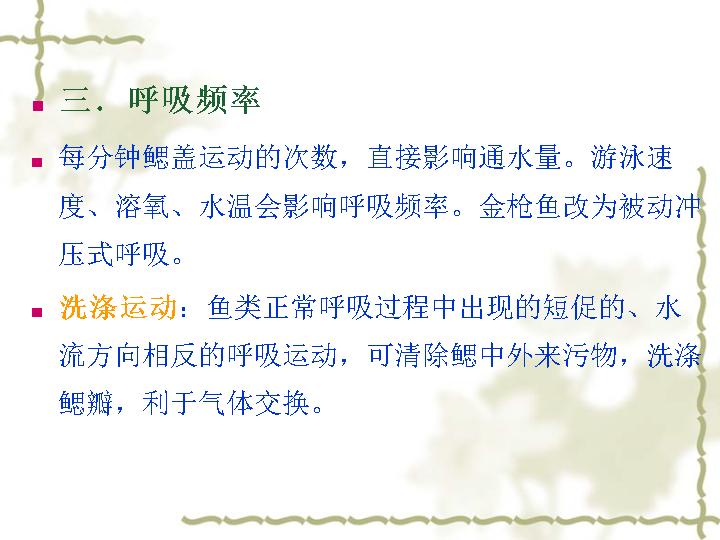 三．呼吸频率
每分钟鳃盖运动的次数，直接影响通水量。游泳速
度、溶氧、水温会影响呼吸频率。金枪鱼改为被动冲
压式呼吸。
洗涤运动：鱼类正常呼吸过程中出现的短促的、水
流方向相反的呼吸运动，可清除鳃中外来污物，洗涤
鳃瓣，利于气体交换。